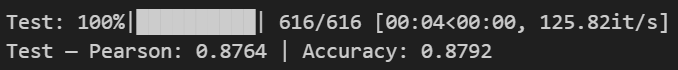 Test: 100%|██████████| 616/616 [00:04<00:00, 125.82it/s]
Test — Pearson: 0.8764 | Accuracy: 0.8792